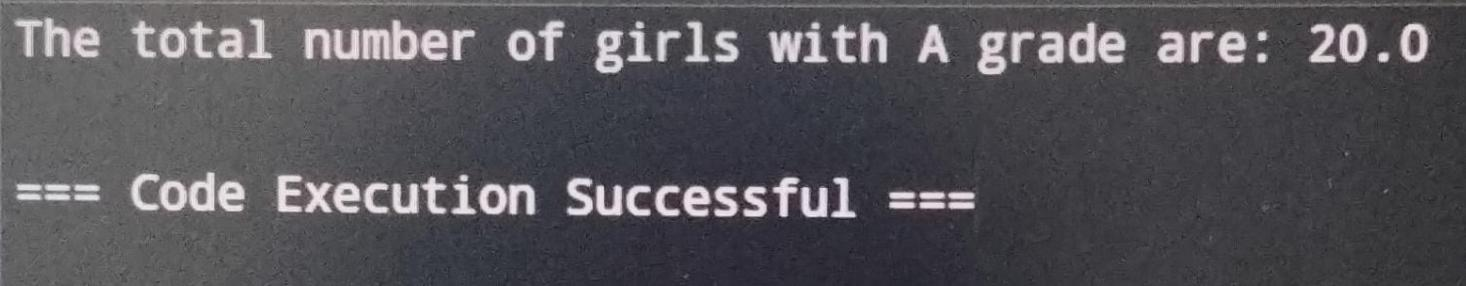 The total number of girls with A grade are: 20.0
=== Code Execution Successful ===